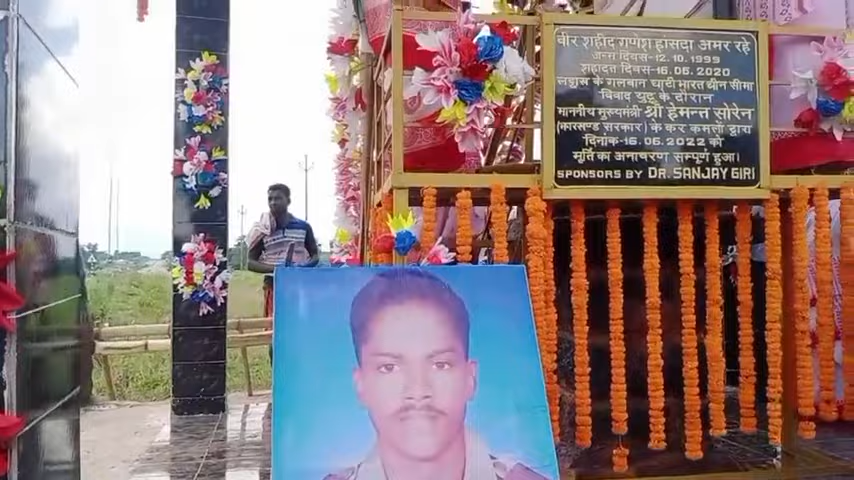 वीर शहीद गणेश हांसदा अमर रहे
जन्म दिवस-12.10.1999
शहादत दिवस-16.06.2020
लद्दाख के गलवान घाटी भारत चीन सीमा
विवाद युद्ध के दौरान
माननीय मुख्यमंत्री श्री हेमन्त सोरेन
(झारखण्ड सरकार) के कर कमलों द्वारा
दिनांक-16.06.2022 को
मूर्ति का अनावरण सम्पूर्ण हुआ।
SPONSORS BY DR. SANJAY GIRI